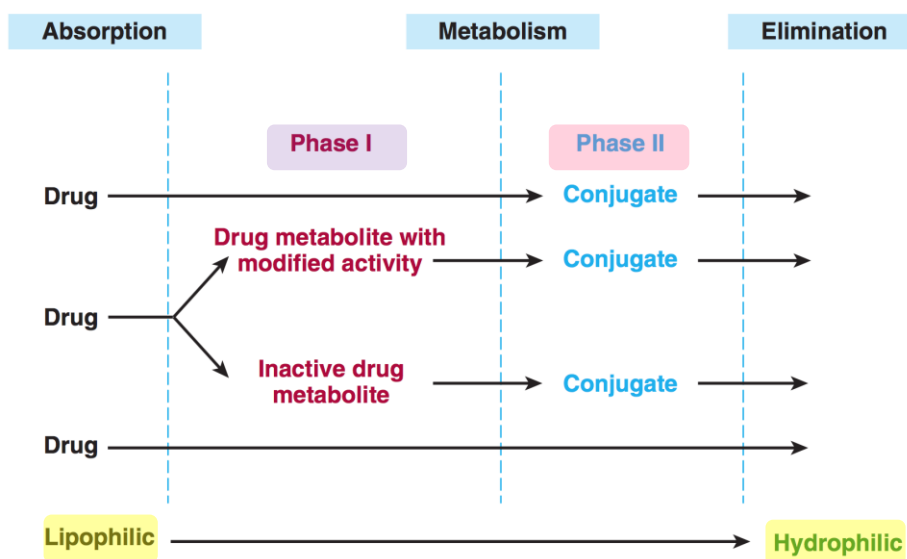 Absorption Metabolism Elimination
Phase I Phase II
Drug Conjugate
Drug metabolite with
modified activity Conjugate
Drug
Inactive drug
metabolite Conjugate
Drug
Lipophilic Hydrophilic